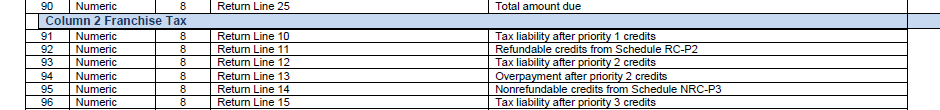 90 Numeric 8 Return Line 25 Total amount due
Column 2 Franchise Tax
91 Numeric 8 Return Line 10 Tax liability after priority 1 credits
92 Numeric 8 Return Line 11 Refundable credits from Schedule RC-P2
93 Numeric 8 Return Line 12 Tax liability after priority 2 credits
94 Numeric 8 Return Line 13 Overpayment after priority 2 credits
95 Numeric 8 Return Line 14 Nonrefundable credits from Schedule NRC-P3
96 Numeric 8 Return Line 15 Tax liability after priority 3 credits